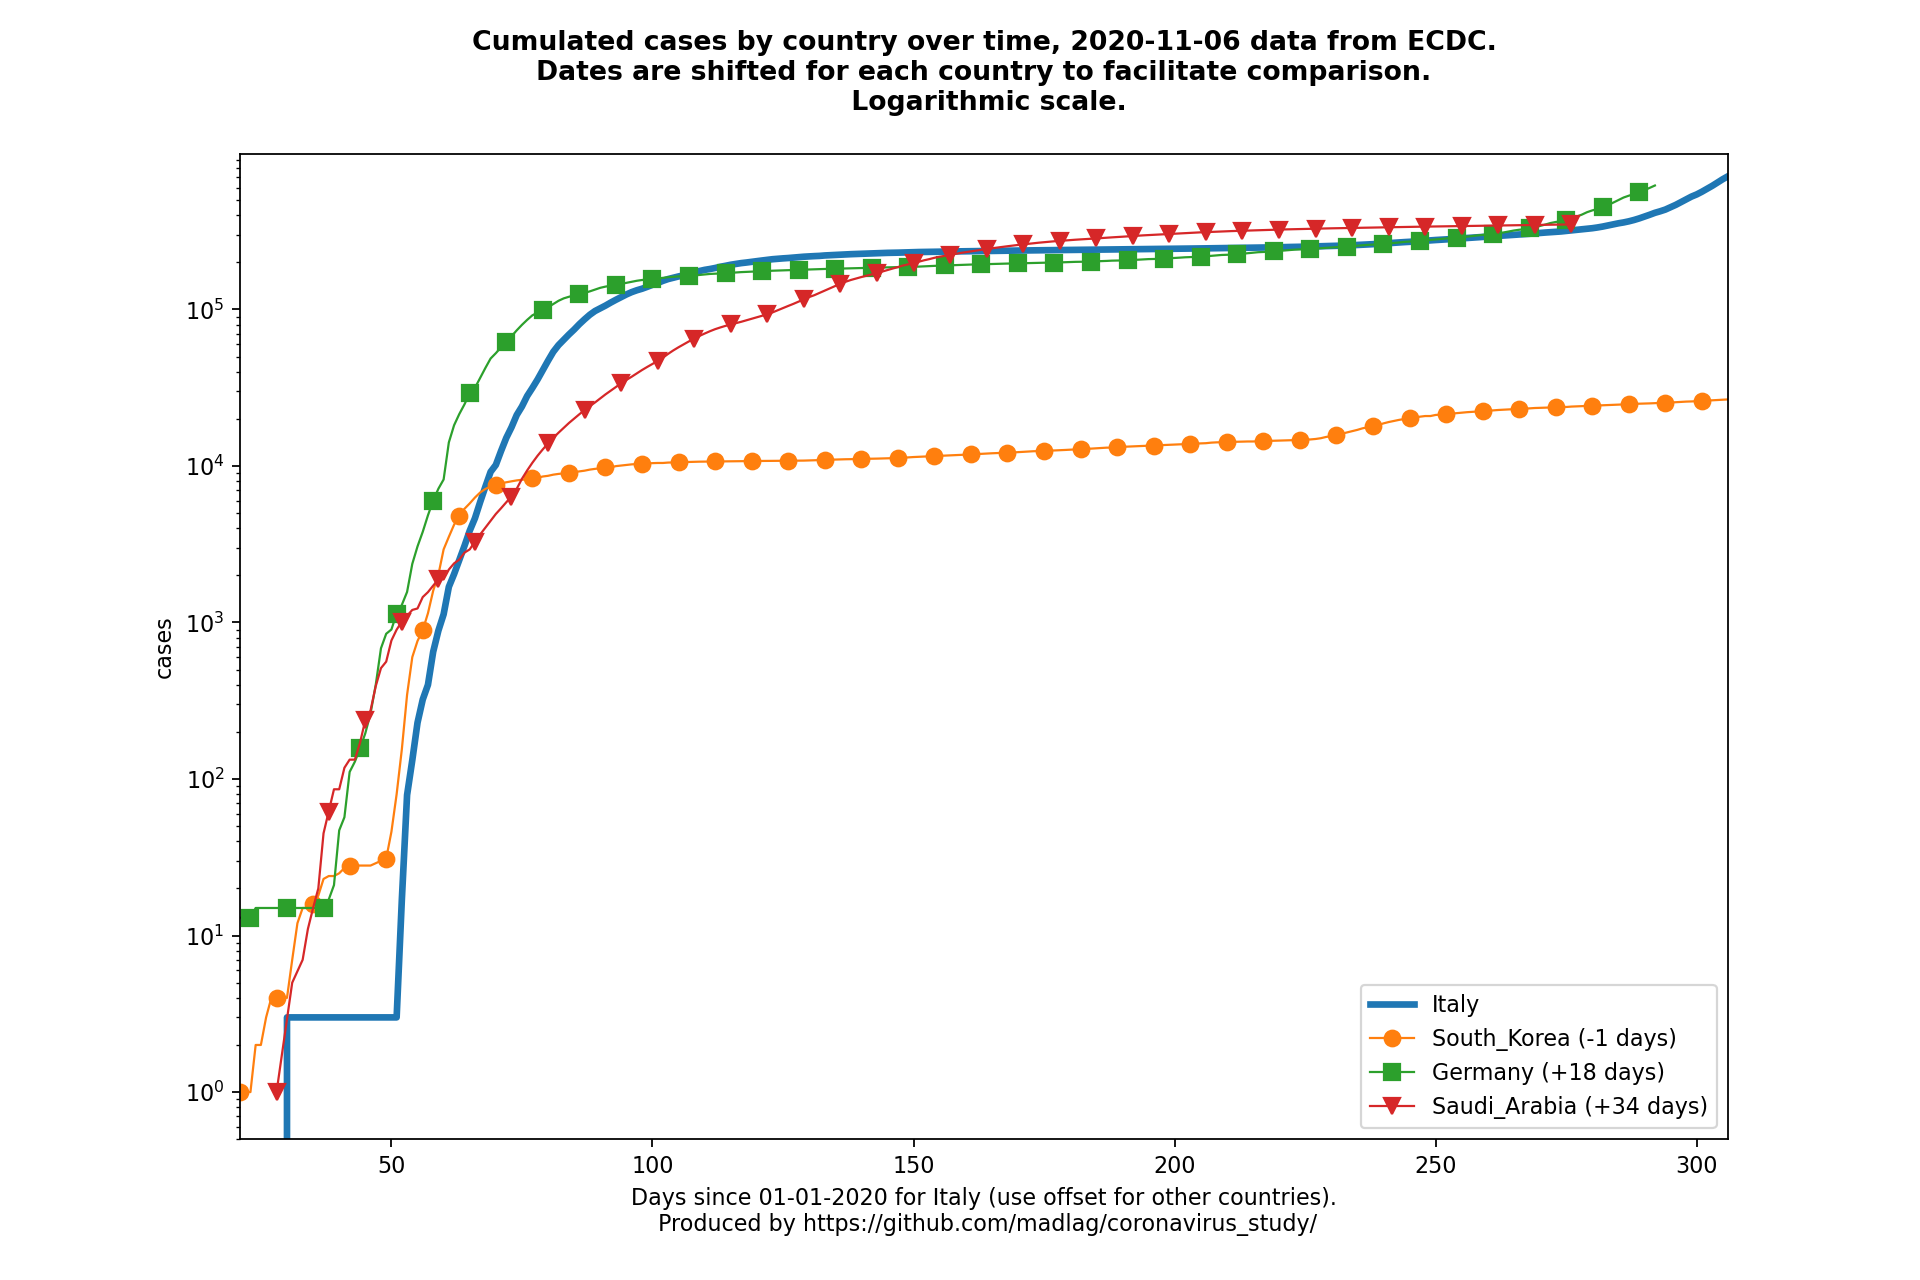 Cumulated cases by country over time, 2020-11-06 data from ECDC.
Dates are shifted for each country to facilitate comparison.
Logarithmic scale.
cases
10^5
10^4
10^3
10^2
10^1
10^0
50 100 150 200 250 300
Italy
South_Korea (-1 days)
Germany (+18 days)
Saudi_Arabia (+34 days)
Days since 01-01-2020 for Italy (use offset for other countries).
Produced by https://github.com/madlag/coronavirus_study/